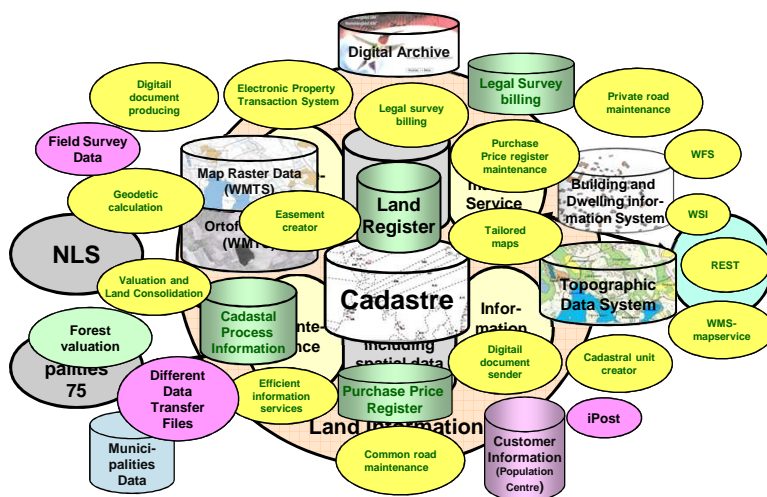 Digital Archive
Digitail
document
producing
Electronic Property
Transaction System
Legal survey
billing
Legal Survey
billing
Private road
maintenance
Field Survey
Data
Map Raster Data
(WMTS)
Purchase
Price register
maintenance
WFS
Geodetic
calculation
Easement
creator
Land
Register
Service
Building and
Dwelling infor-
mation System
WSI
NLS
Tailored
maps
REST
Valuation and
Land Consolidation
Cadastre
Topographic
Data System
Forest
valuation
Cadastal
Process
Information
Infor-
mation
WMS-
mapservice
palities
75
including
spatial data
Different
Data
Transfer
Files
Efficient
information
services
Purchase Price
Register
Digitail
document
sender
Cadastral unit
creator
Land Information
iPost
Munici-
palities
Data
Common road
maintenance
Customer
Information
(Population
Centre)